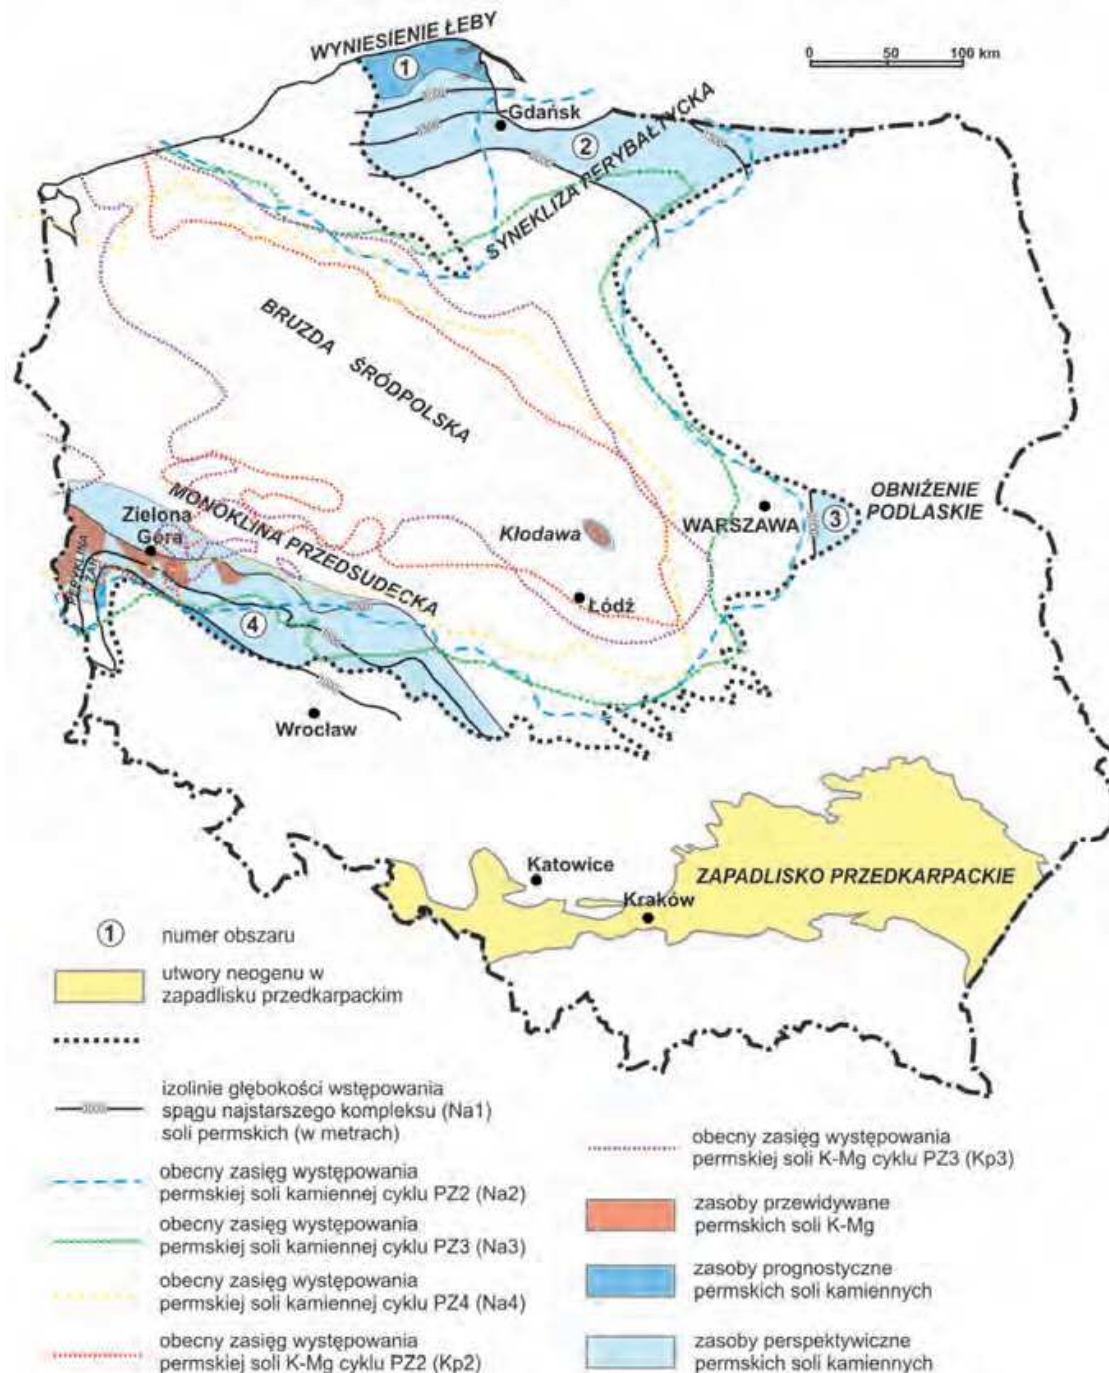 WYNIESIENIE ŁEBY
0 50 100 km
1
Gdańsk
2
SYNEKLIZA PERYBAŁTYCKA
BRUZDA ŚRÓDPOLSKA
MONOKLINA PRZEDSUDECKA
Zielona
Góra
Kłodawa
WARSZAWA
3
OBNIŻENIE
PODLASKIE
Łódź
4
Wrocław
Katowice
Kraków
ZAPADLISKO PRZEDKARPACKIE
1 numer obszaru
utwory neogenu w
zapadlisku przedkarpackim
izolinie głębokości wstępowania
spągu najstarszego kompleksu (Na1)
soli permskich (w metrach)
obecny zasięg występowania
permskiej soli kamiennej cyklu PZ2 (Na2)
obecny zasięg występowania
permskiej soli kamiennej cyklu PZ3 (Na3)
obecny zasięg występowania
permskiej soli kamiennej cyklu PZ4 (Na4)
obecny zasięg występowania
permskiej soli K-Mg cyklu PZ2 (Kp2)
obecny zasięg występowania
permskiej soli K-Mg cyklu PZ3 (Kp3)
zasoby przewidywane
permskich soli K-Mg
zasoby prognostyczne
permskich soli kamiennych
zasoby perspektywiczne
permskich soli kamiennych